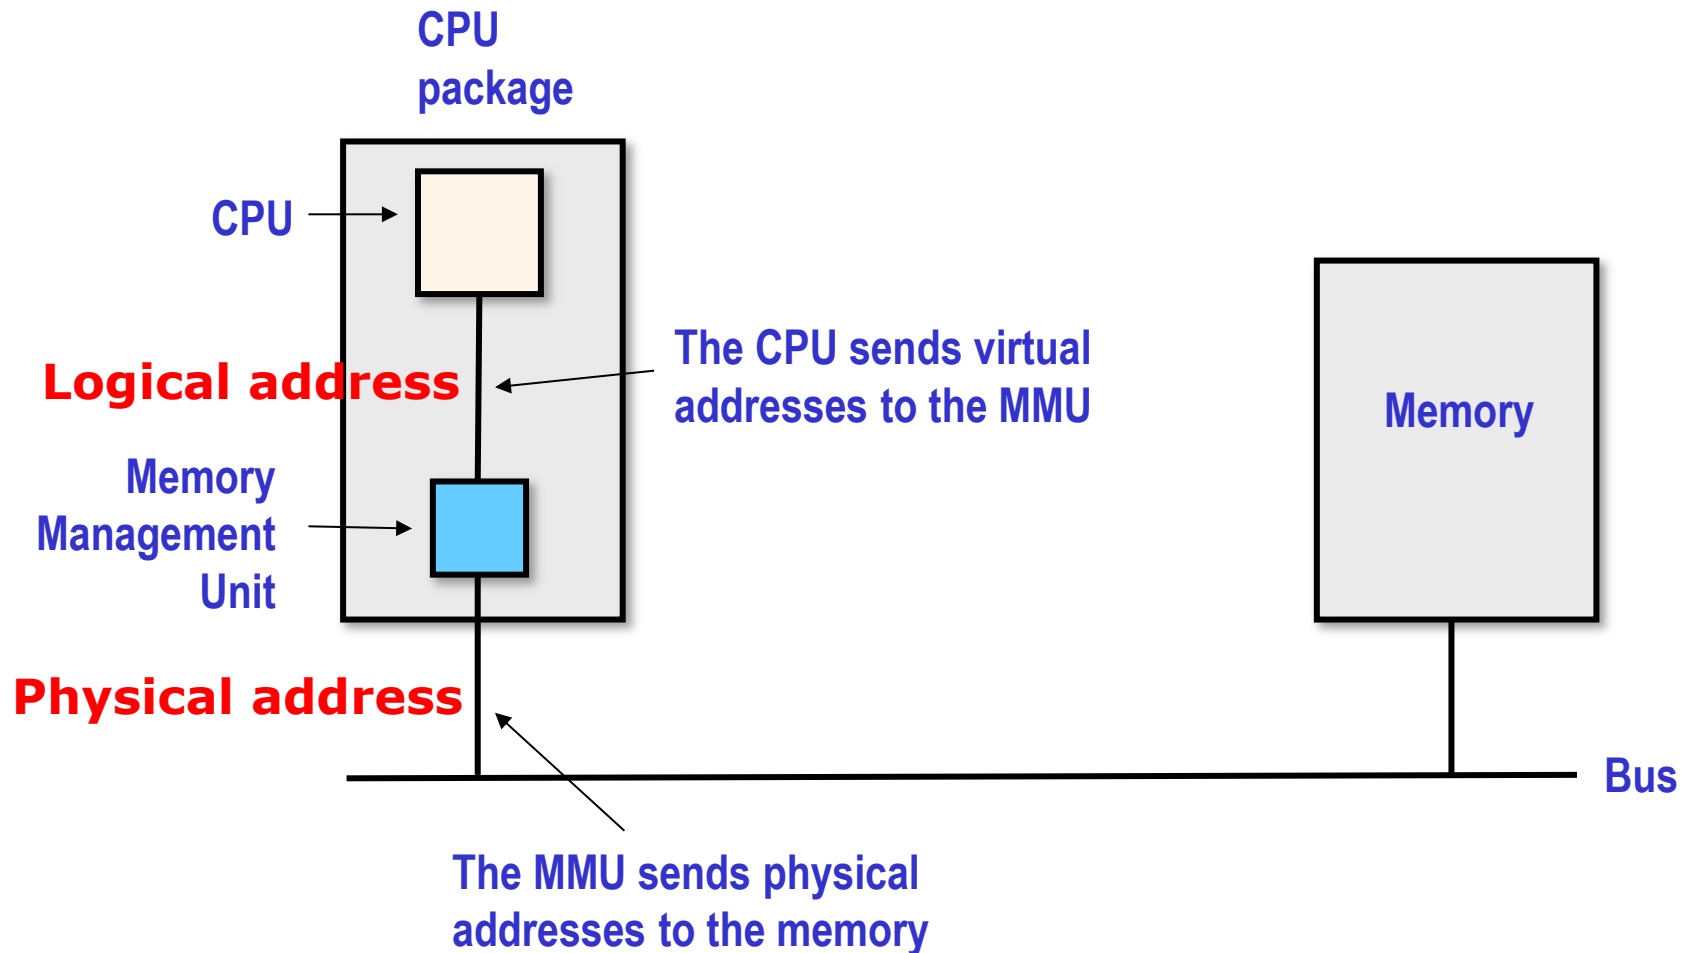 CPU
package
CPU
Logical address
The CPU sends virtual
addresses to the MMU
Memory
Memory
Management
Unit
Physical address
Bus
The MMU sends physical
addresses to the memory